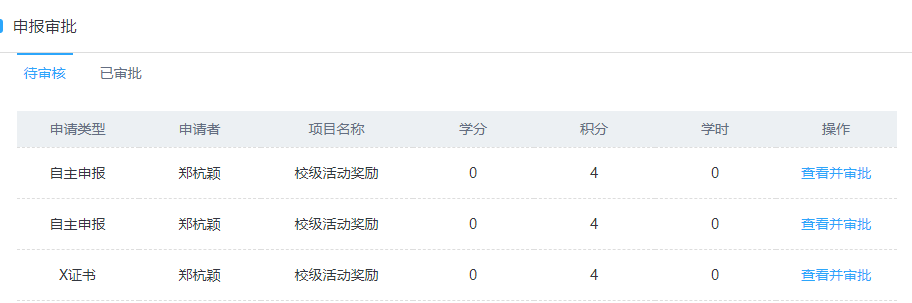 申报审批
待审核 已审批
申请类型 申请者 项目名称 学分 积分 学时 操作
自主申报 郑杭颖 校级活动奖励 0 4 0 查看并审批
自主申报 郑杭颖 校级活动奖励 0 4 0 查看并审批
X证书 郑杭颖 校级活动奖励 0 4 0 查看并审批